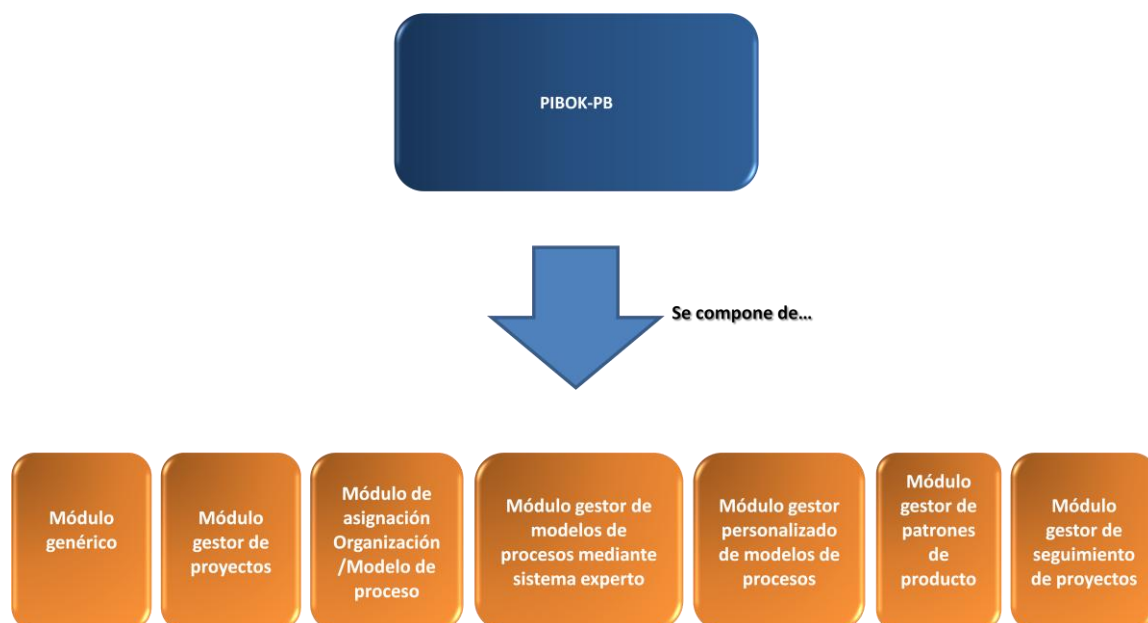 PIBOK-PB
Se compone de...
Módulo
genérico
Módulo
gestor de
proyectos
Módulo de
asignación
Organización
/Modelo de
proceso
Módulo gestor de
modelos de
procesos mediante
sistema experto
Módulo gestor
personalizado
de modelos de
procesos
Módulo
gestor de
patrones
de
producto
Módulo
gestor de
seguimiento
de proyectos